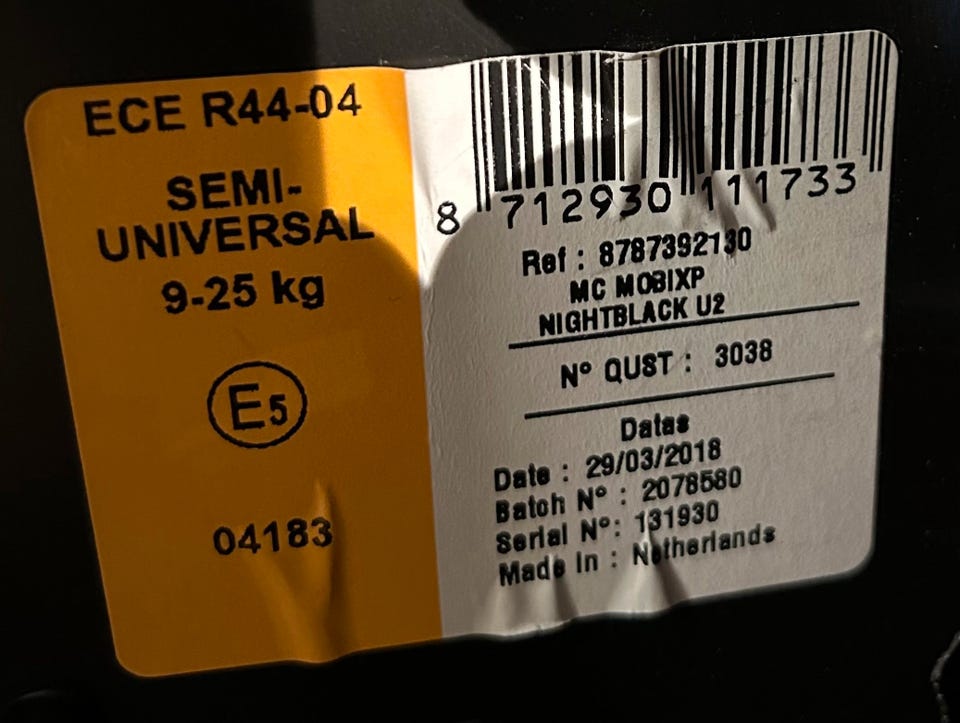 ECE R44-04
SEMI-
UNIVERSAL
9-25 kg
E5
04183
8 712930 111733
Ref : 8787392130
MC MOBIXP
NIGHTBLACK U2
N° QUST : 3038
Datas
Date : 29/03/2018
Batch N° : 2078580
Serial N°: 131930
Made In : Netherlands